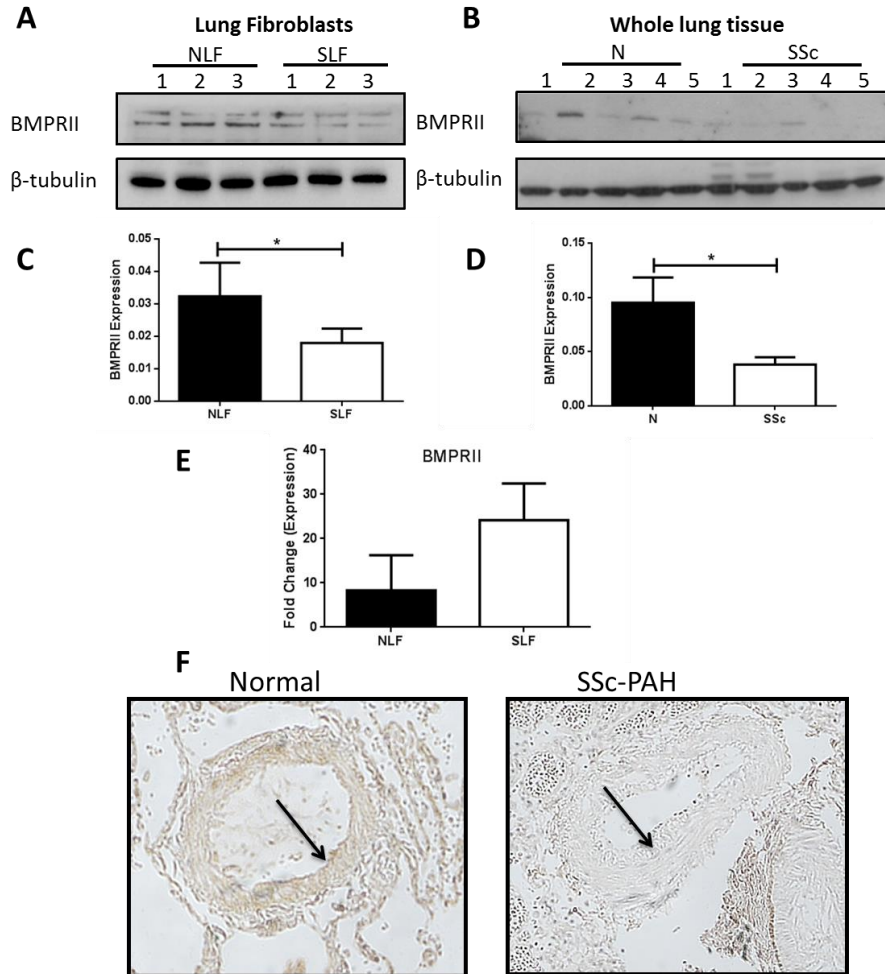 A
Lung Fibroblasts
NLF SLF
1 2 3 1 2 3
BMPRII
β-tubulin
B
Whole lung tissue
N SSc
1 2 3 4 5 1 2 3 4 5
BMPRII
β-tubulin
C
BMPRII Expression
0.05
0.04
0.03
0.02
0.01
0.00
*
NLF SLF
D
BMPRII Expression
0.15
0.10
0.05
0.00
*
N SSc
E
BMPRII
Fold Change (Expression)
40
30
20
10
0
NLF SLF
F
Normal
SSc-PAH